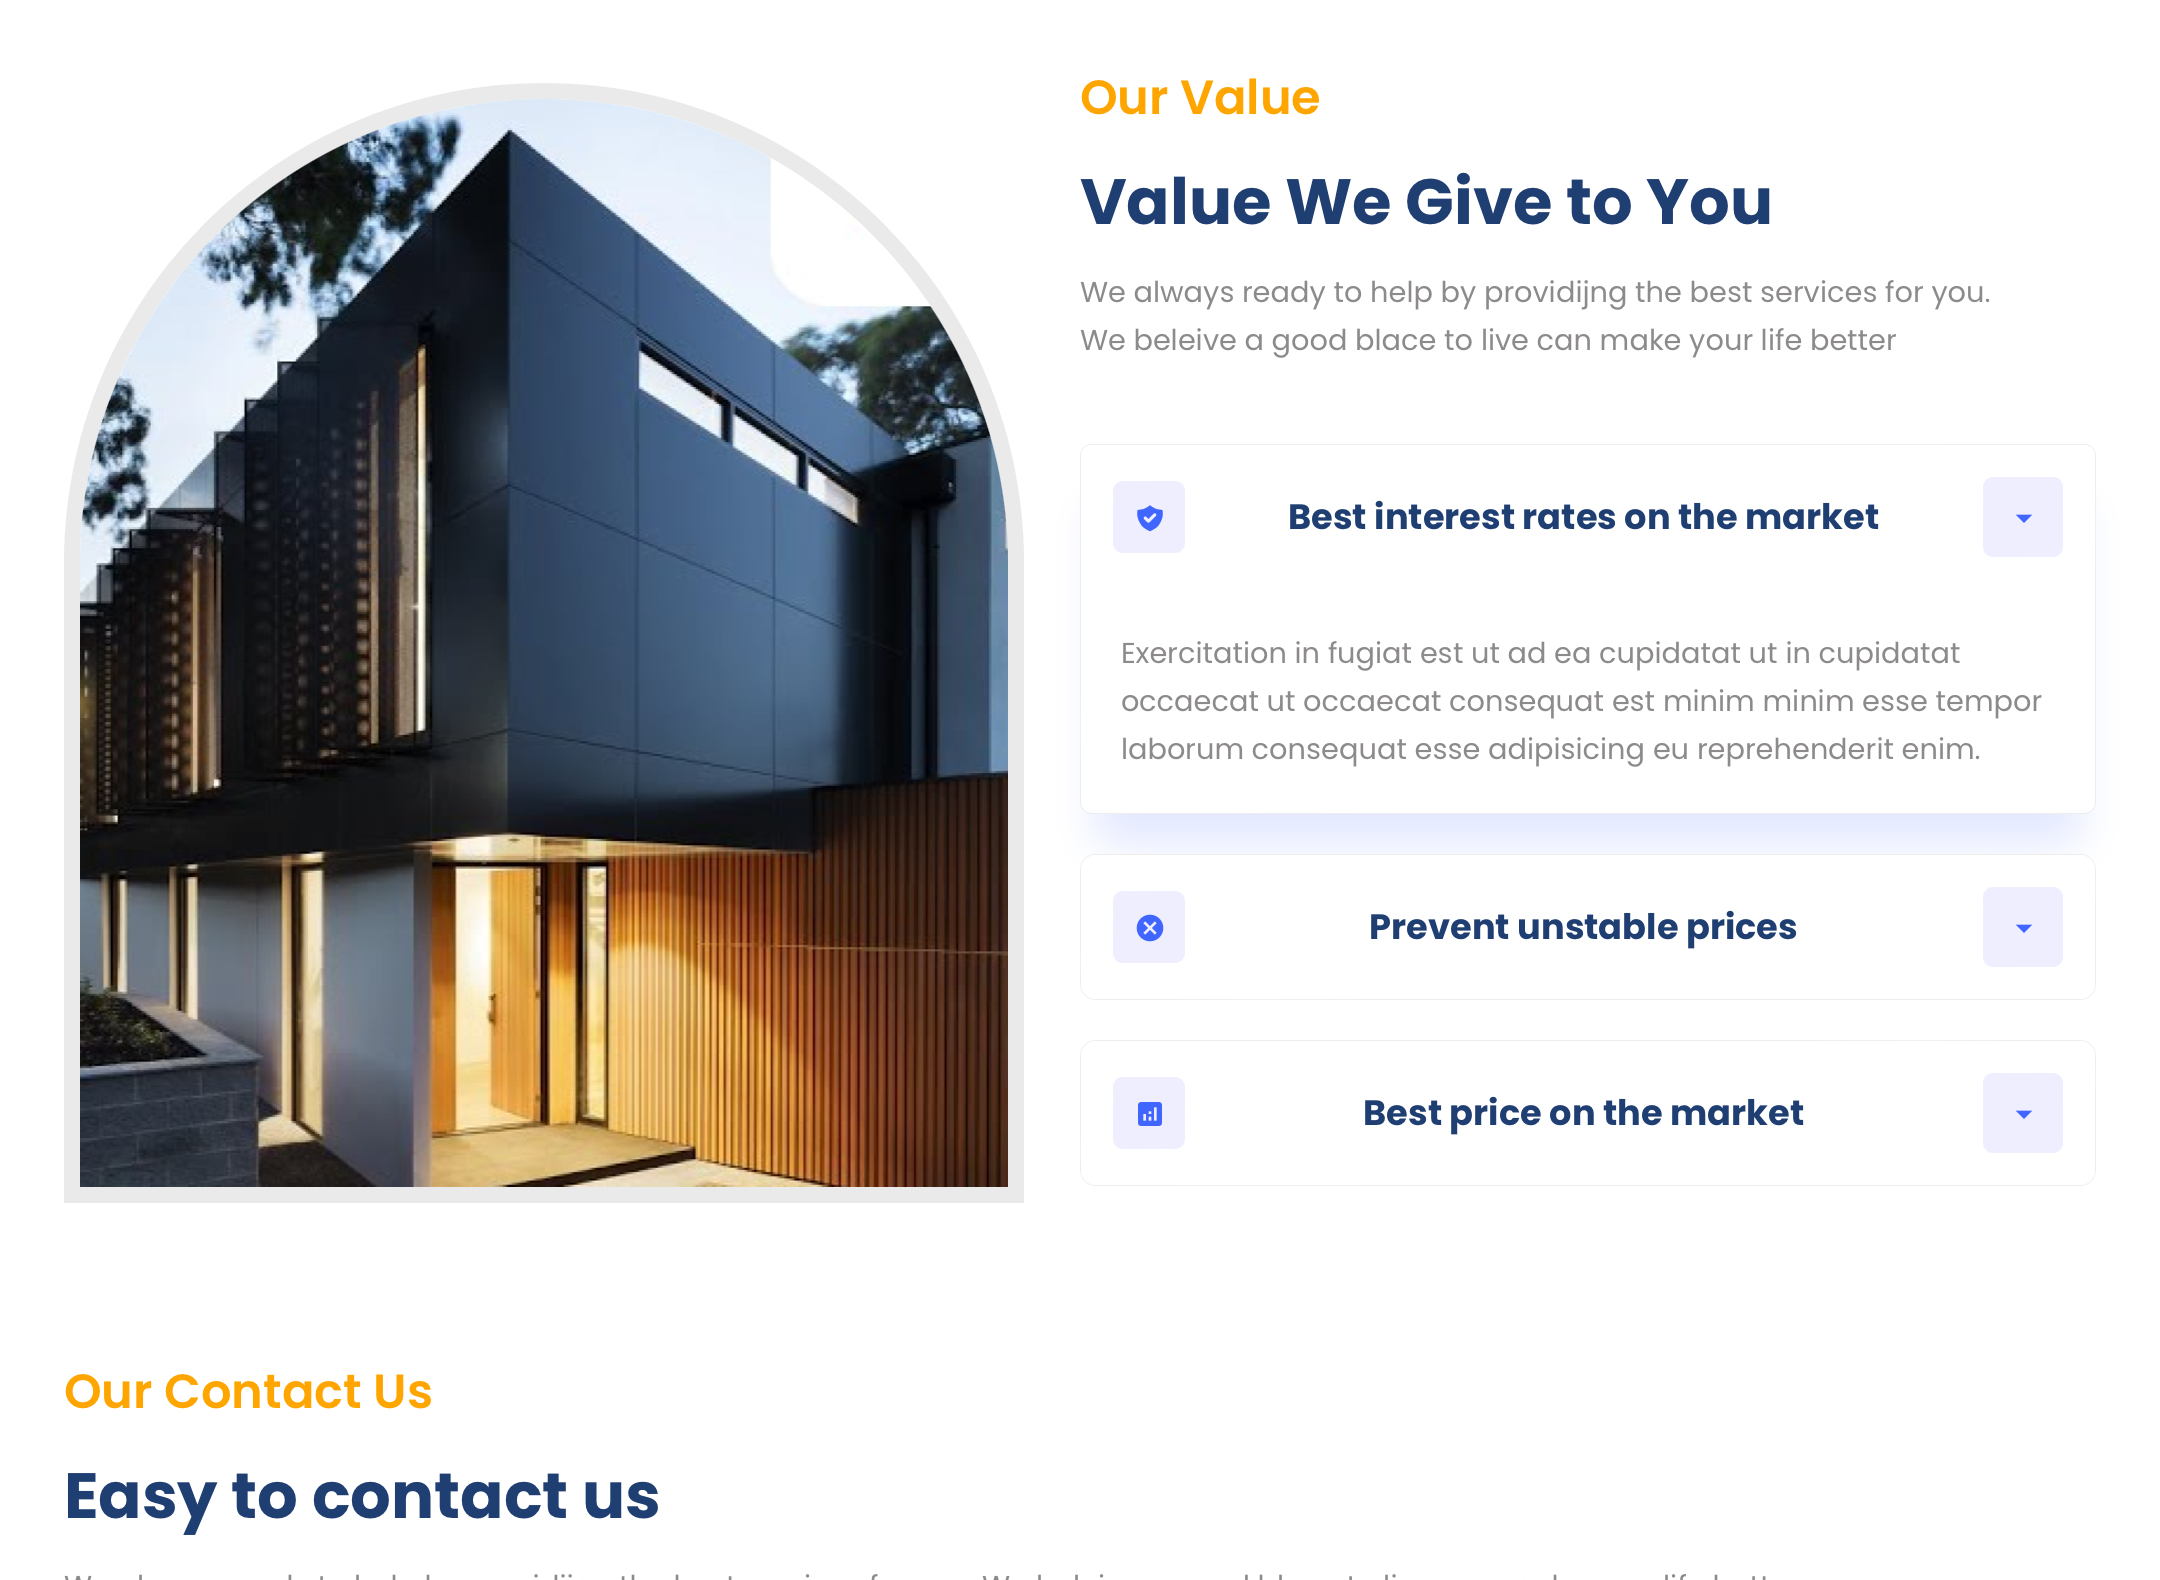 Our Value
Value We Give to You
We always ready to help by providijng the best services for you.
We beleive a good blace to live can make your life better
Best interest rates on the market
Exercitation in fugiat est ut ad ea cupidatat ut in cupidatat
occaecat ut occaecat consequat est minim minim esse tempor
laborum consequat esse adipisicing eu reprehenderit enim.
Prevent unstable prices
Best price on the market
Our Contact Us
Easy to contact us